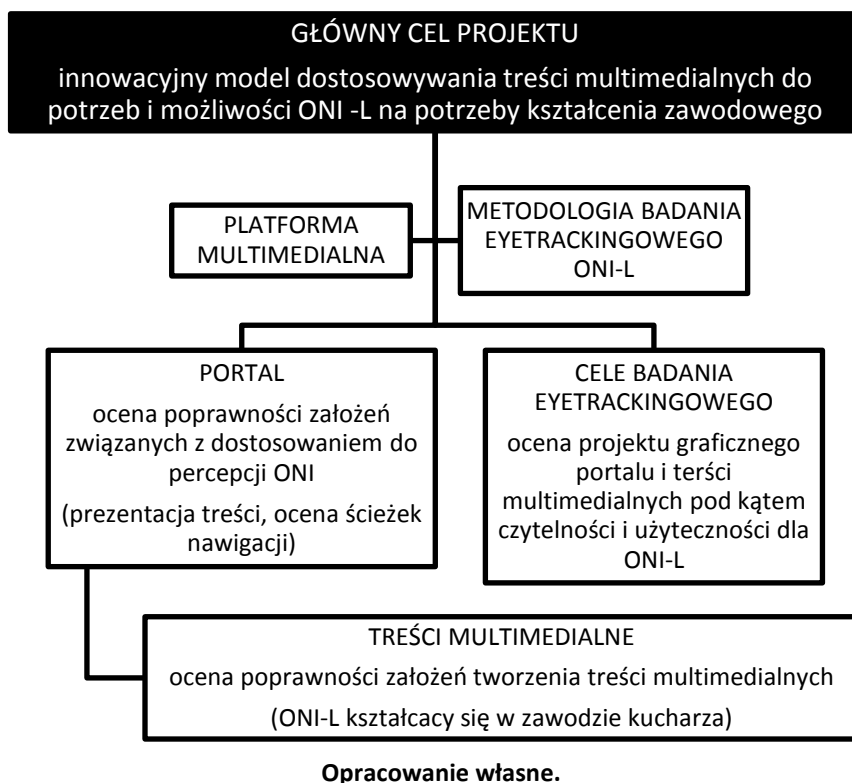 GŁÓWNY CEL PROJEKTU
innowacyjny model dostosowywania treści multimedialnych do
potrzeb i możliwości ONI -L na potrzeby kształcenia zawodowego
PLATFORMA
MULTIMEDIALNA
METODOLOGIA BADANIA
EYETRACKINGOWEGO
ONI-L
PORTAL
ocena poprawności założeń
związanych z dostosowaniem do
percepcji ONI
(prezentacja treści, ocena ścieżek
nawigacji)
CELE BADANIA
EYETRACKINGOWEGO
ocena projektu graficznego
portalu i terści
multimedialnych pod kątem
czytelności i użyteczności dla
ONI-L
TREŚCI MULTIMEDIALNE
ocena poprawności założeń tworzenia treści multimedialnych
(ONI-L kształcacy się w zawodzie kucharza)
Opracowanie własne.